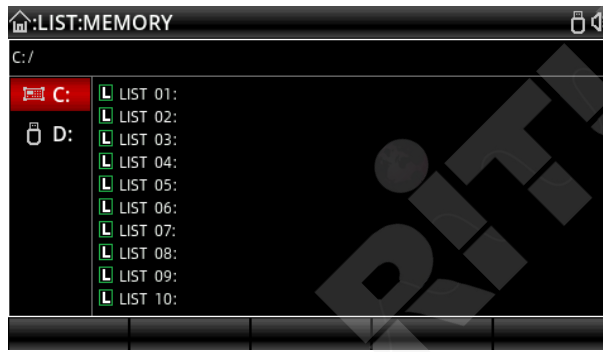 :LIST:MEMORY
C:/
C:
D:
L LIST 01:
L LIST 02:
L LIST 03:
L LIST 04:
L LIST 05:
L LIST 06:
L LIST 07:
L LIST 08:
L LIST 09:
L LIST 10: